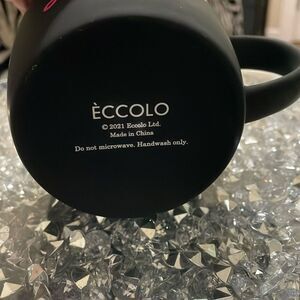 ÈCCOLO
© 2021 Eccolo Ltd.
Made in China
Do not microwave. Handwash only.